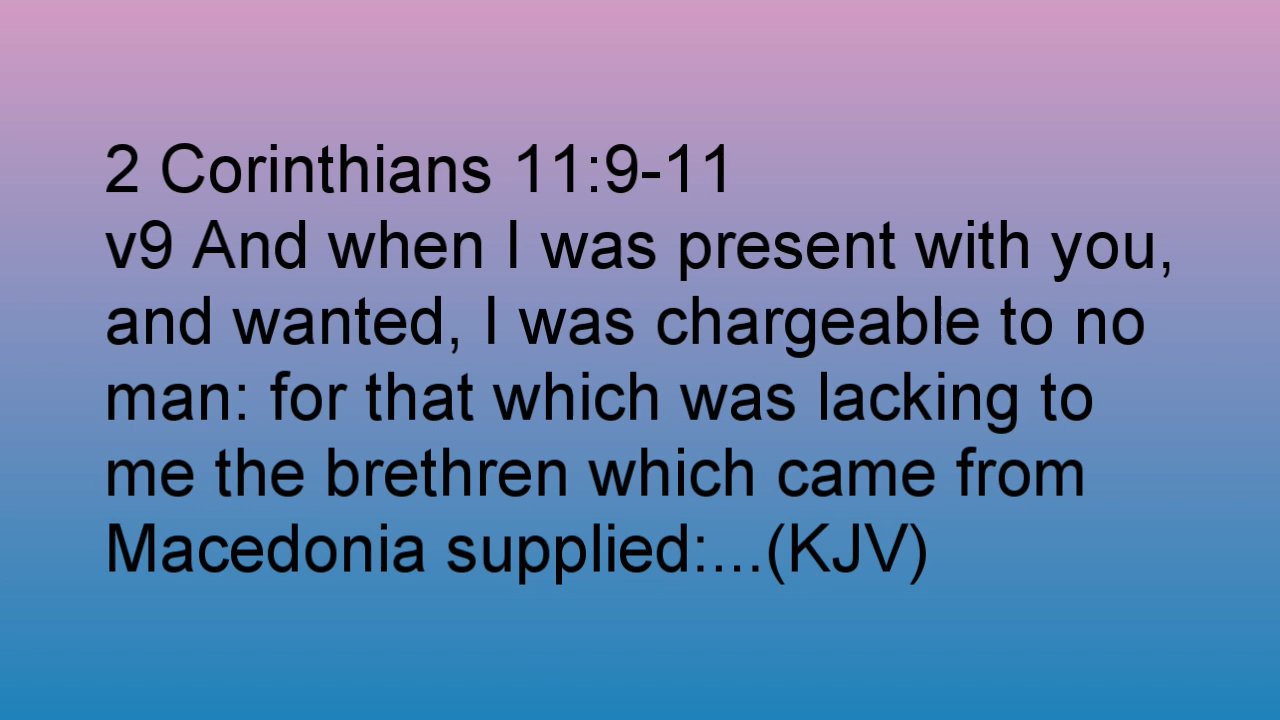 2 Corinthians 11:9-11
v9 And when I was present with you,
and wanted, I was chargeable to no
man: for that which was lacking to
me the brethren which came from
Macedonia supplied:...(KJV)